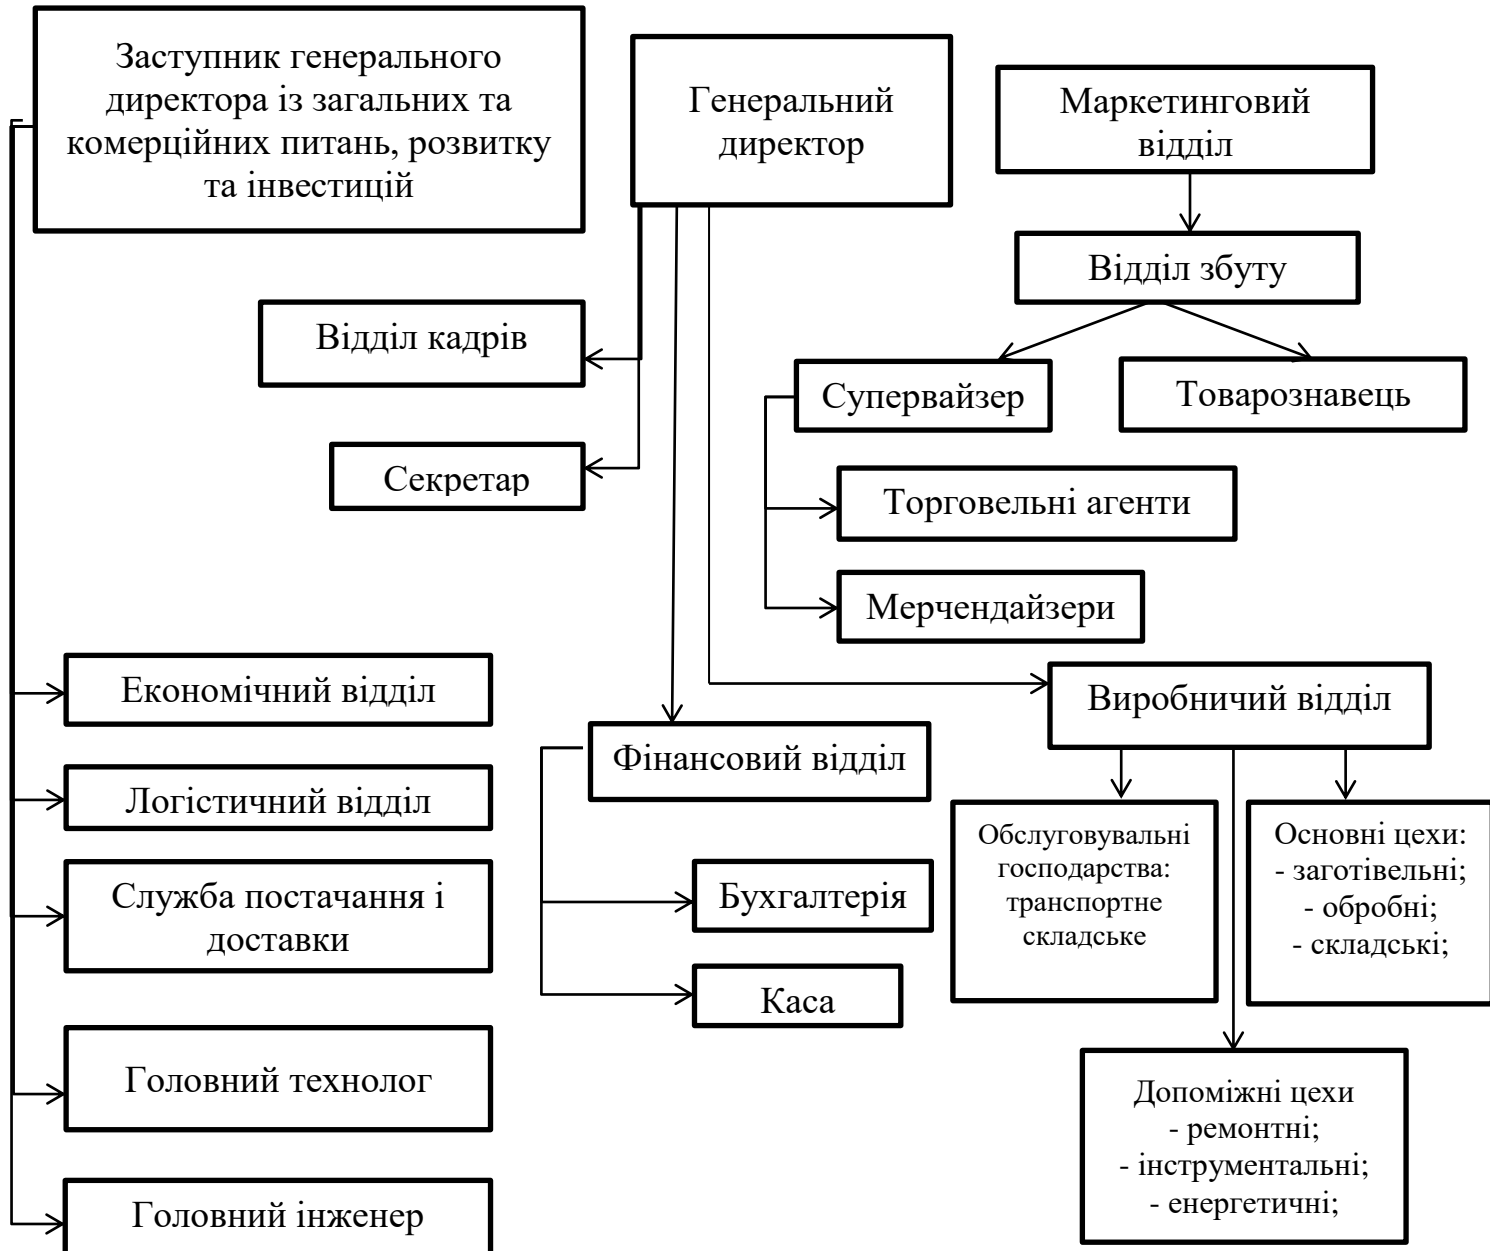 Заступник генерального
директора із загальних та
комерційних питань, розвитку
та інвестицій
Генеральний
директор
Маркетинговий
відділ
Відділ збуту
Відділ кадрів
Супервайзер
Товарознавець
Секретар
Торговельні агенти
Мерчендайзери
Економічний відділ
Виробничий відділ
Фінансовий відділ
Логістичний відділ
Обслуговувальні
господарства:
транспортне
складське
Основні цехи:
- заготівельні;
- обробні;
- складські;
Служба постачання і
доставки
Бухгалтерія
Каса
Головний технолог
Допоміжні цехи
- ремонтні;
- інструментальні;
- енергетичні;
Головний інженер